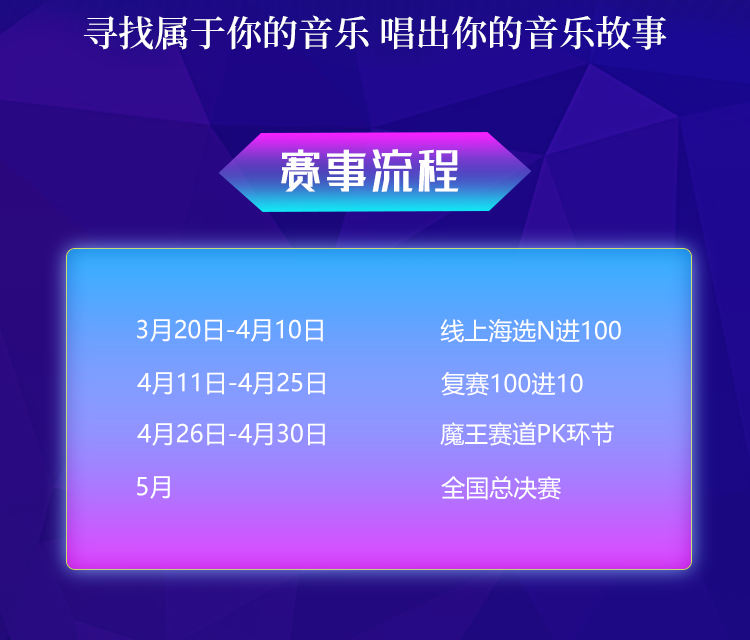 寻找属于你的音乐 唱出你的音乐故事
赛事流程
3月20日-4月10日 线上海选N进100
4月11日-4月25日 复赛100进10
4月26日-4月30日 魔王赛道PK环节
5月 全国总决赛